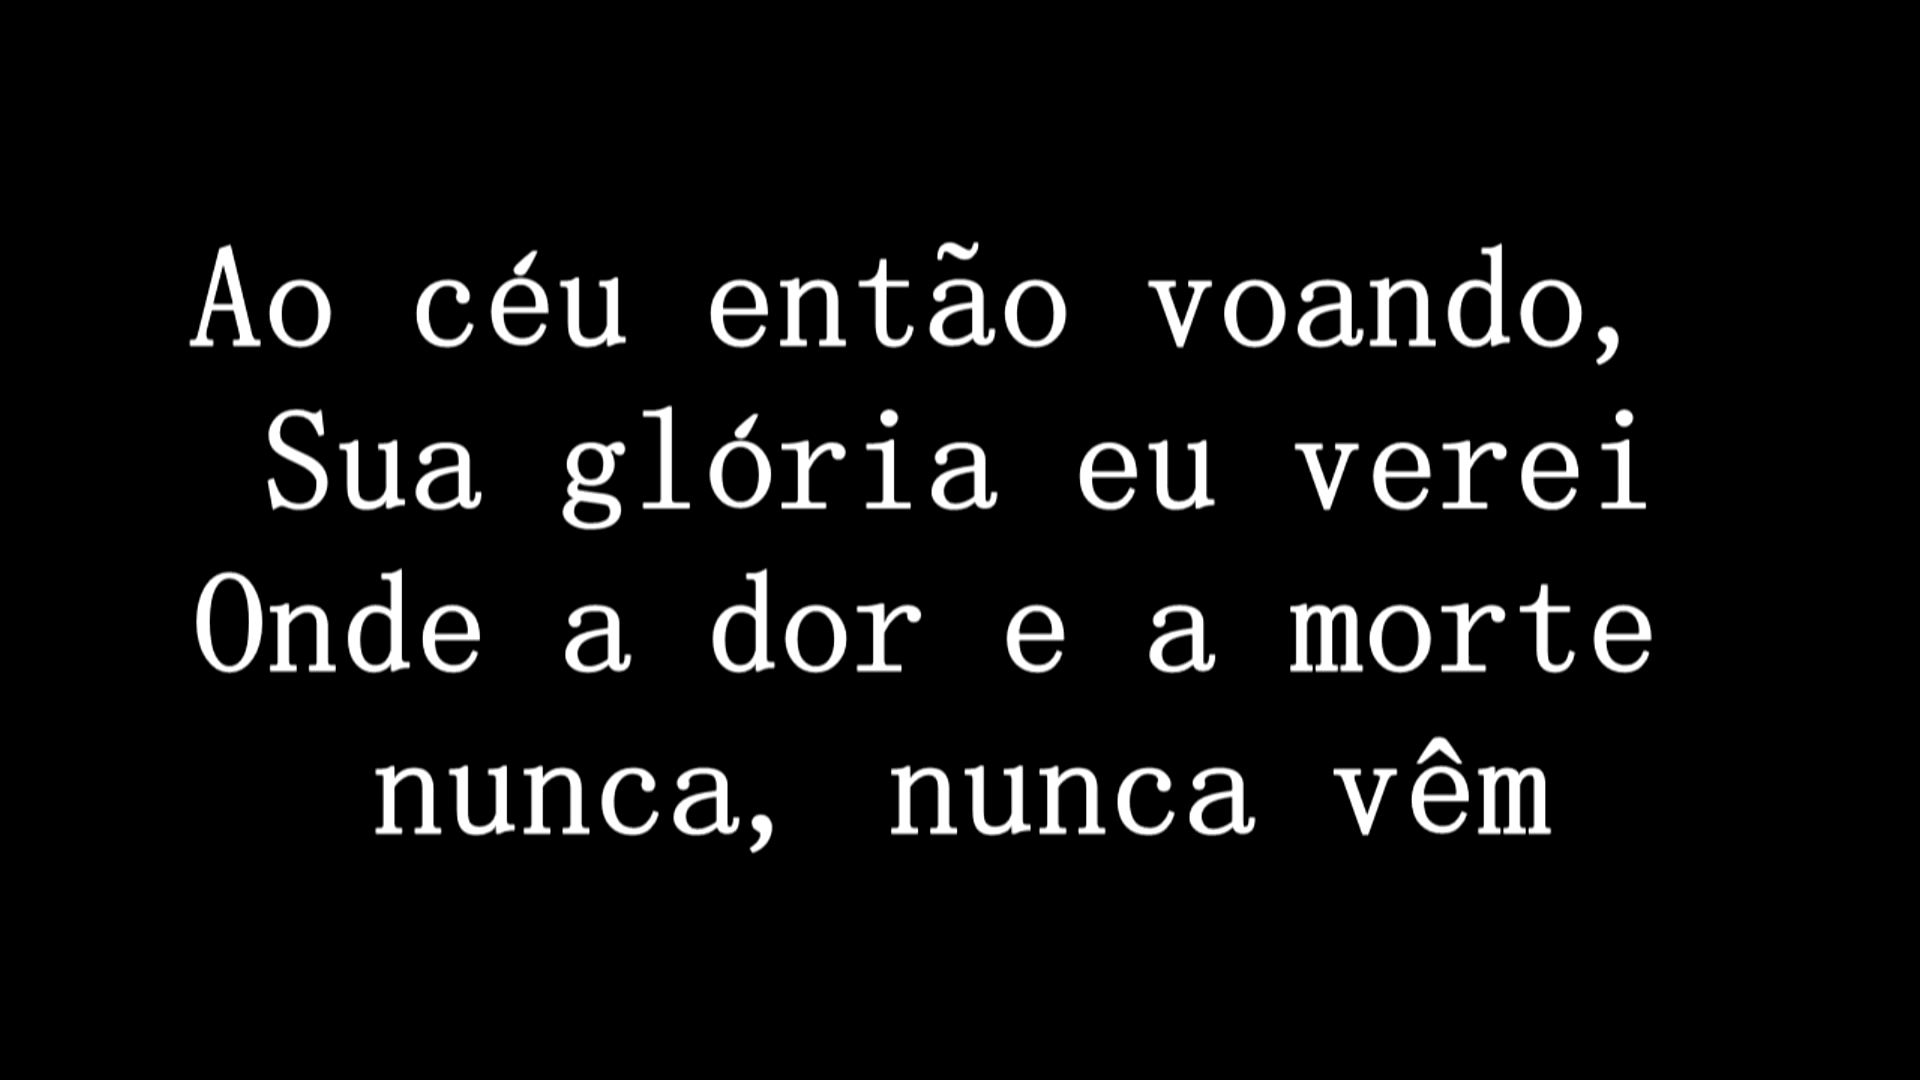 Ao céu então voando,
Sua glória eu verei
Onde a dor e a morte
nunca, nunca vêm